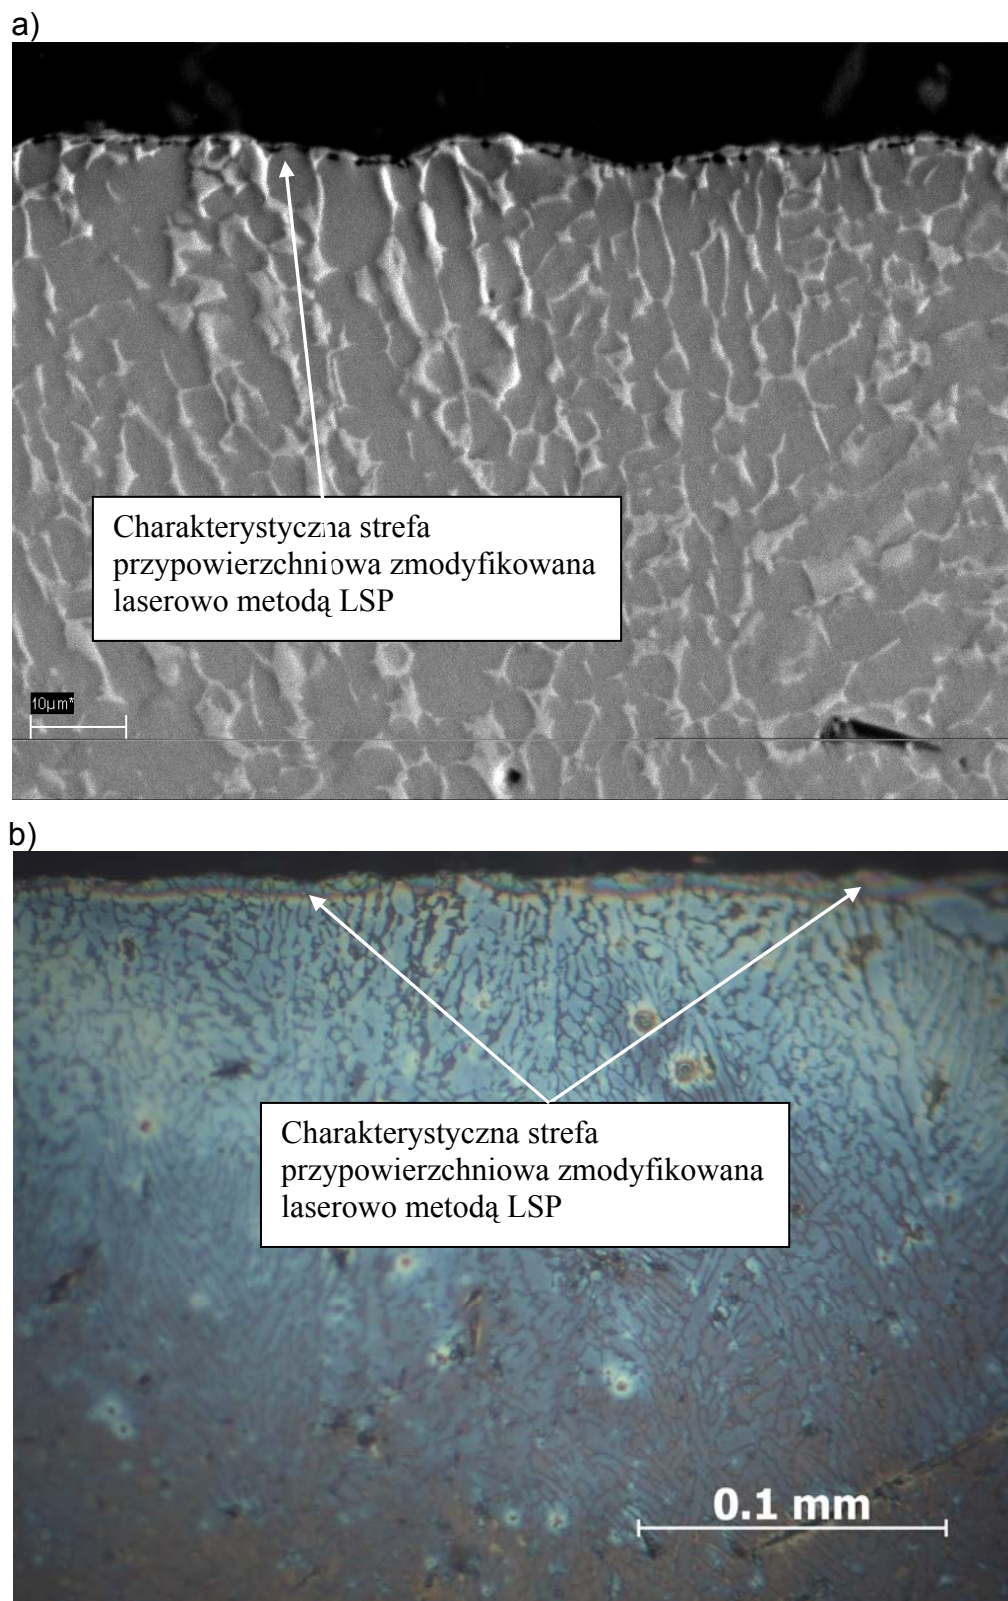 a)
Charakterystyczna strefa
przypowierzchniowa zmodyfikowana
laserowo metodą LSP
10µm*
b)
Charakterystyczna strefa
przypowierzchniowa zmodyfikowana
laserowo metodą LSP
0.1 mm